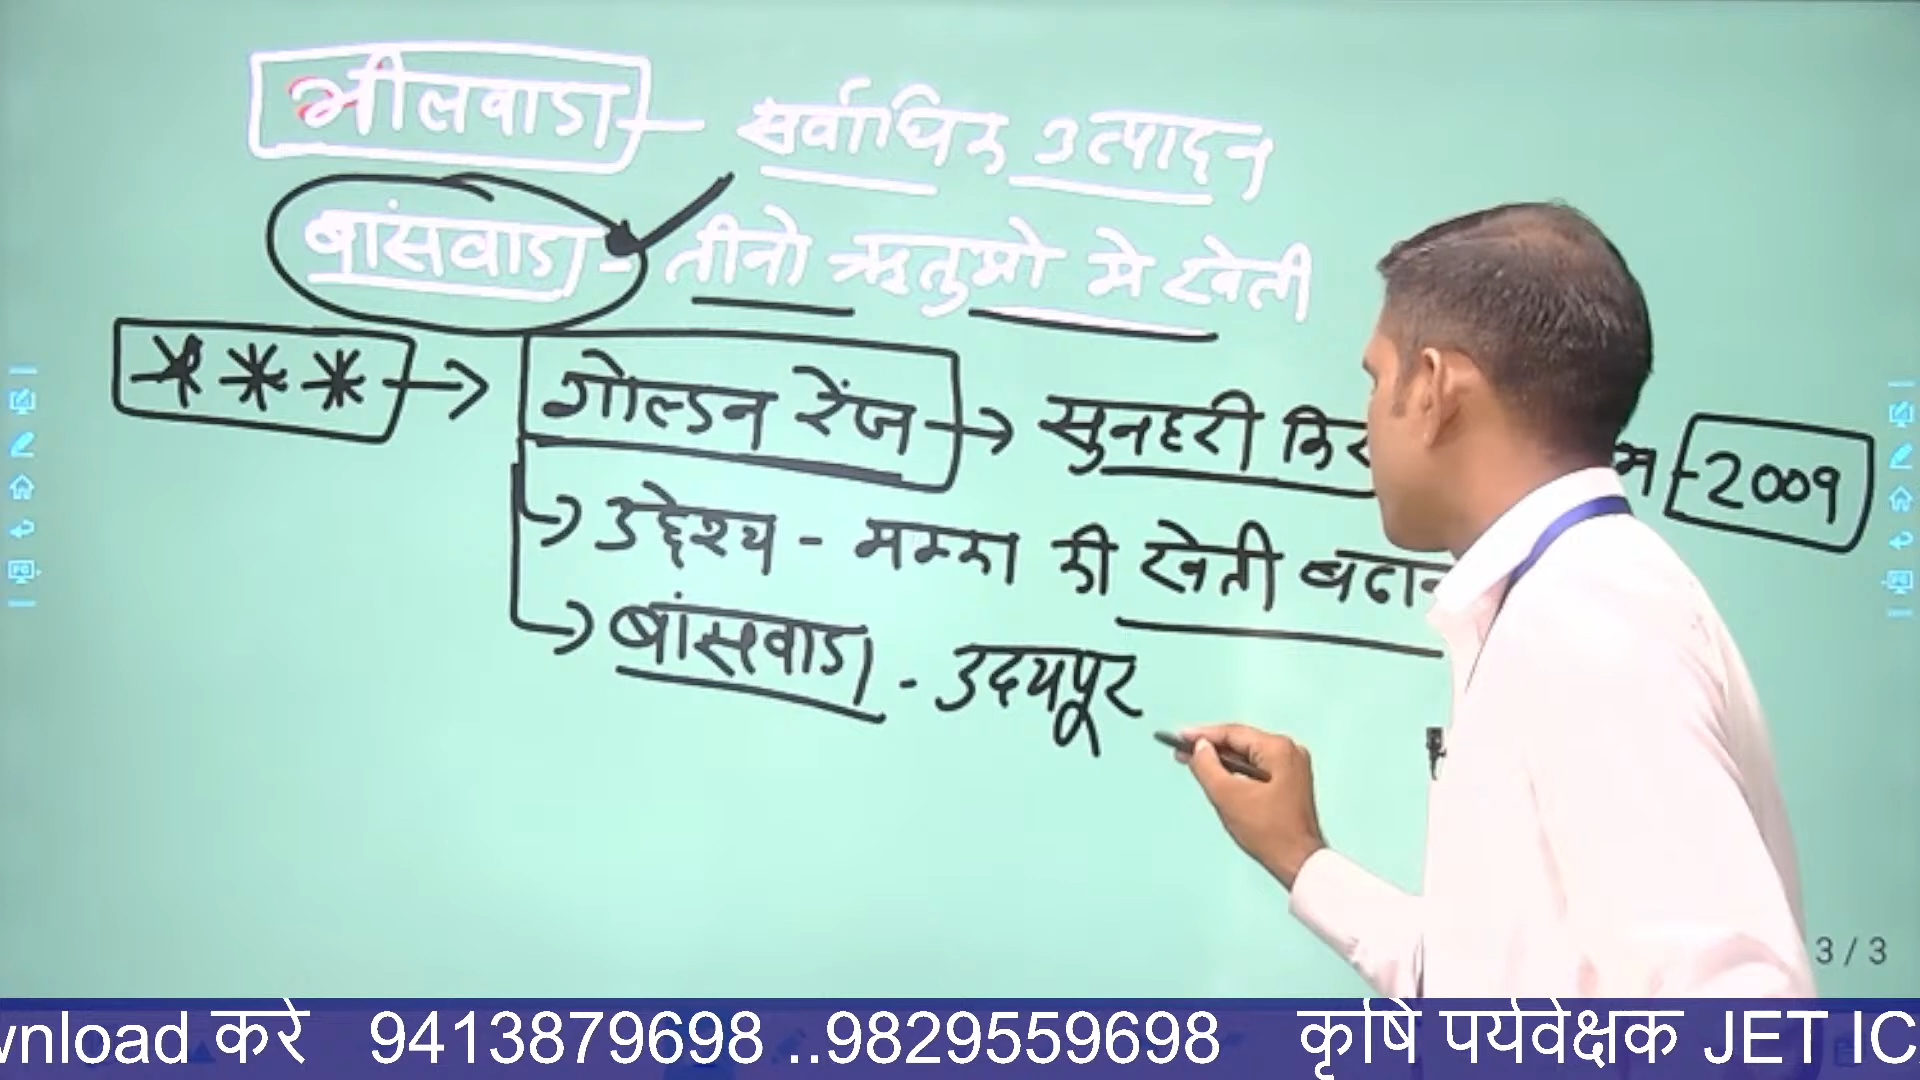 भीलवाडा - सर्वाधिक उत्पादन
बांसवाडा - तीनो ऋतुओ मे खेती
*** → गोल्डन रेंज → सुनहरी कि 2009
उद्देश्य - मक्का की खेती बढान
बांसवाडा - उदयपूर
3 / 3
wnload करे 9413879698 ..9829559698 कृषि पर्यवेक्षक JET IC